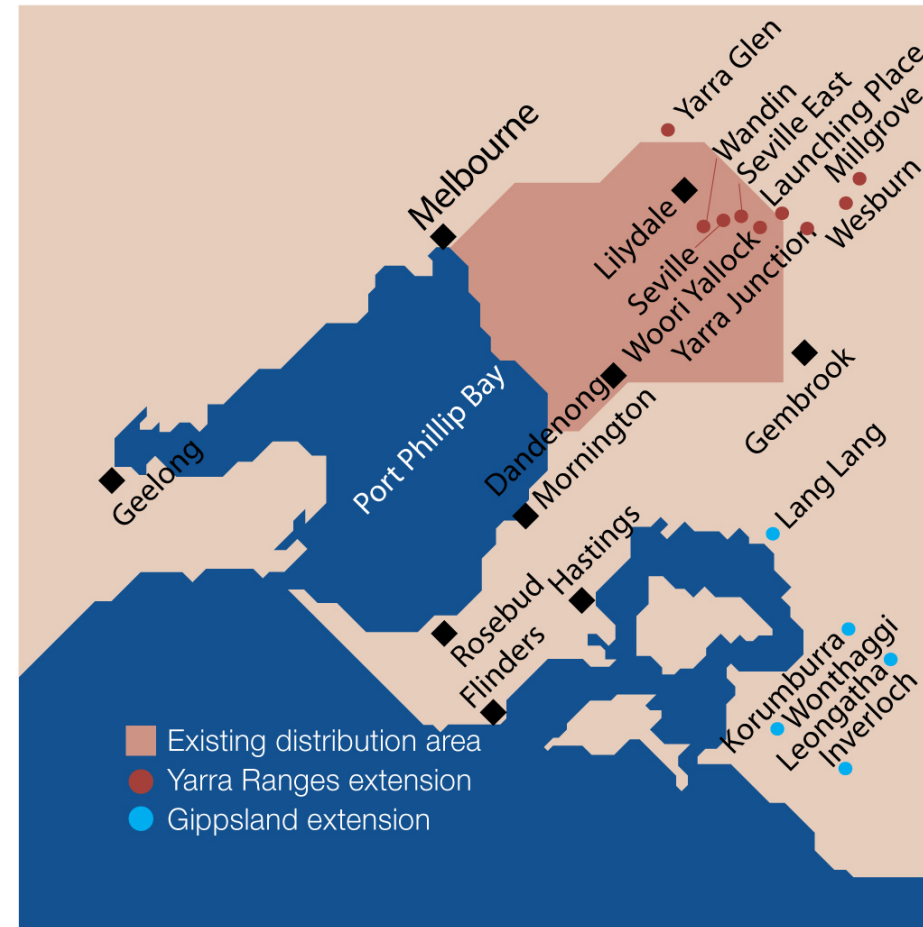 Yarra Glen
Wandin
Seville East
Launching Place
Millgrove
Melbourne
Lilydale
Seville
Woori Yallock
Yarra Junction
Wesburn
Port Phillip Bay
Dandenong
Gembrook
Geelong
Mornington
Lang Lang
Hastings
Rosebud
Flinders
Korumburra
Wonthaggi
Leongatha
Inverloch
Existing distribution area
Yarra Ranges extension
Gippsland extension